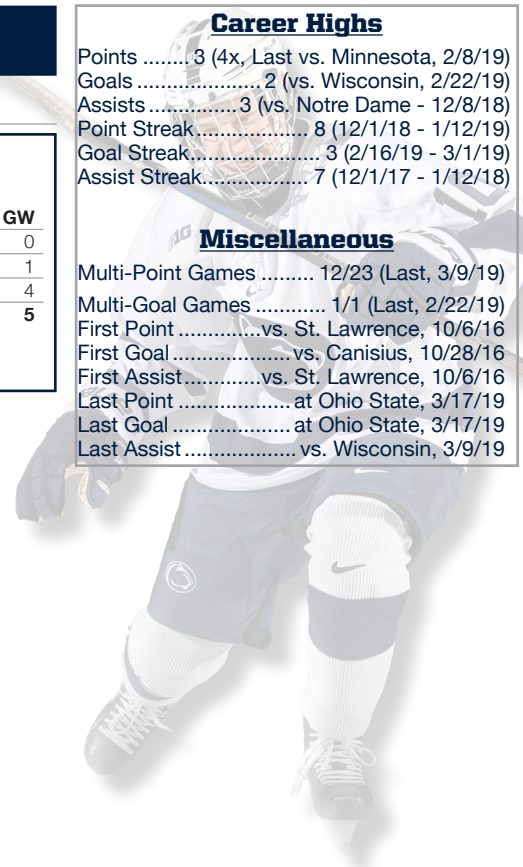 Career Highs
Points ........ 3 (4x, Last vs. Minnesota, 2/8/19)
Goals .................. 2 (vs. Wisconsin, 2/22/19)
Assists ................ 3 (vs. Notre Dame - 12/8/18)
Point Streak ................... 8 (12/1/18 - 1/12/19)
Goal Streak ...................... 3 (2/16/19 - 3/1/19)
Assist Streak .................. 7 (12/1/17 - 1/12/18)
Miscellaneous
Multi-Point Games ......... 12/23 (Last, 3/9/19)
Multi-Goal Games ............ 1/1 (Last, 2/22/19)
First Point .............. vs. St. Lawrence, 10/6/16
First Goal .................... vs. Canisius, 10/28/16
First Assist ............. vs. St. Lawrence, 10/6/16
Last Point .................... at Ohio State, 3/17/19
Last Goal ..................... at Ohio State, 3/17/19
Last Assist ................... vs. Wisconsin, 3/9/19
GW
0
1
4
5
B1G